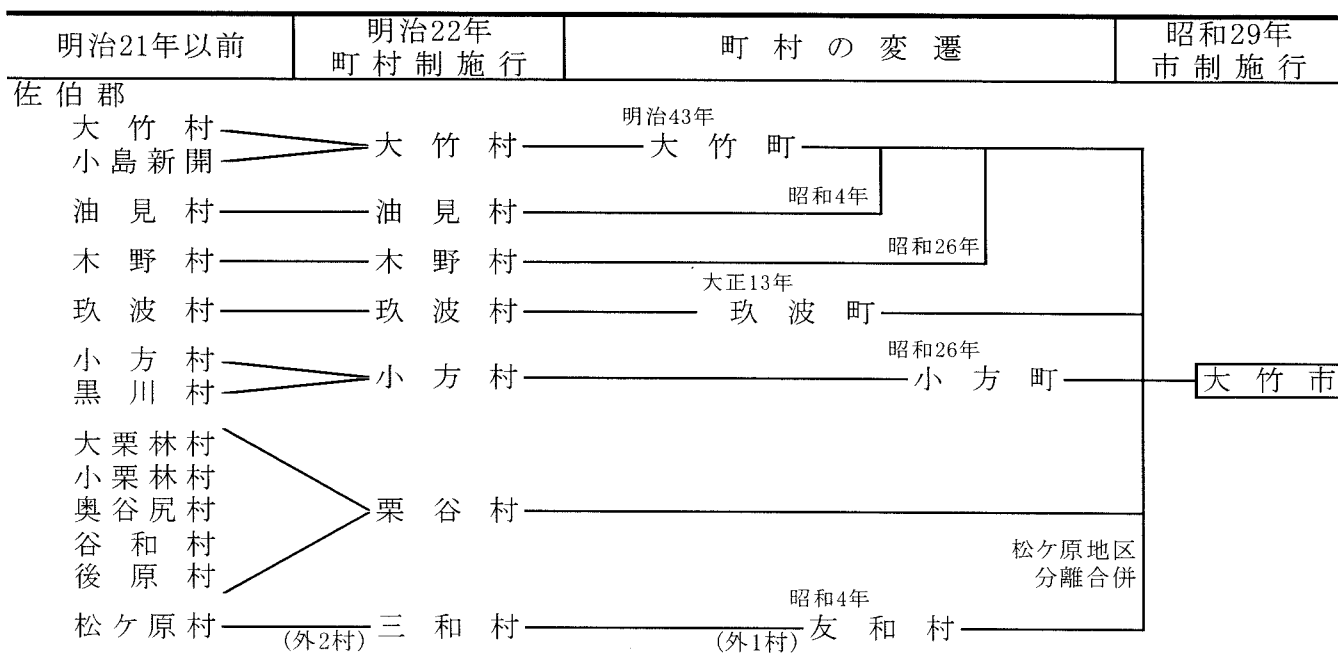 明治21年以前 明治22年 町村制施行 町村の変遷 昭和29年 市制施行
佐伯郡
大竹村
小島新開
大竹村
明治43年
大竹町
油見村 油見村 昭和4年
木野村 木野村 昭和26年
玖波村 玖波村 大正13年 玖波町
小方村
黒川村
小方村
昭和26年
小方町
大竹市
大栗林村
小栗林村
奥谷尻村
谷和村
後原村
栗谷村
松ケ原地区
分離合併
松ケ原村 (外2村) 三和村 (外1村) 昭和4年 友和村